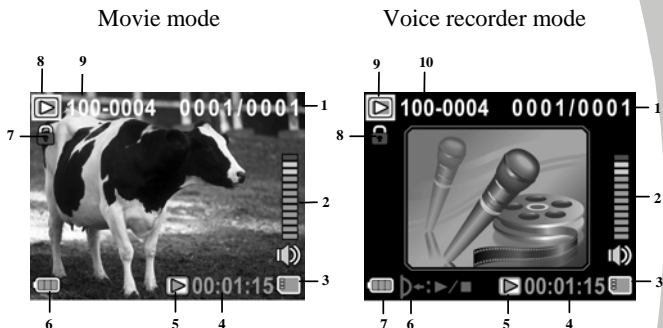 Movie mode
Voice recorder mode
8 9
100-0004 0001/0001 1
7
2
00:01:15 3
6 5 4
9 10
100-0004 0001/0001 1
8
2
:▶/■ 00:01:15 3
7 6 5 4